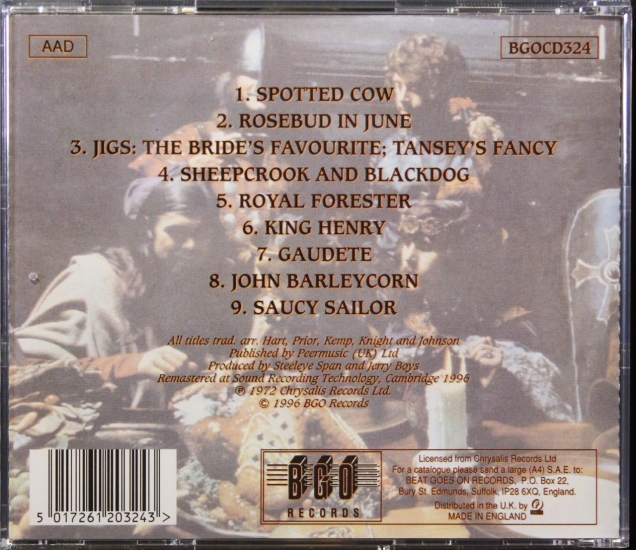 AAD
BGOCD324
1. SPOTTED COW
2. ROSEBUD IN JUNE
3. JIGS: THE BRIDE'S FAVOURITE; TANSEY'S FANCY
4. SHEEPCROOK AND BLACKDOG
5. ROYAL FORESTER
6. KING HENRY
7. GAUDETE
8. JOHN BARLEYCORN
9. SAUCY SAILOR
All titles trad. arr. Hart, Prior, Kemp, Knight and Johnson
Published by Peermusic (UK) Ltd
Produced by Steeleye Span and Jerry Boys
Remastered at Sound Recording Technology, Cambridge 1996
℗ 1972 Chrysalis Records Ltd.
© 1996 BGO Records
5 017261 203243 >
BGO
RECORDS
Licensed from Chrysalis Records Ltd
For a catalogue please send a large (A4) S.A.E. to:
BEAT GOES ON RECORDS, P.O. Box 22,
Bury St. Edmunds, Suffolk, IP28 6XQ, England.
Distributed in the U.K. by
MADE IN ENGLAND